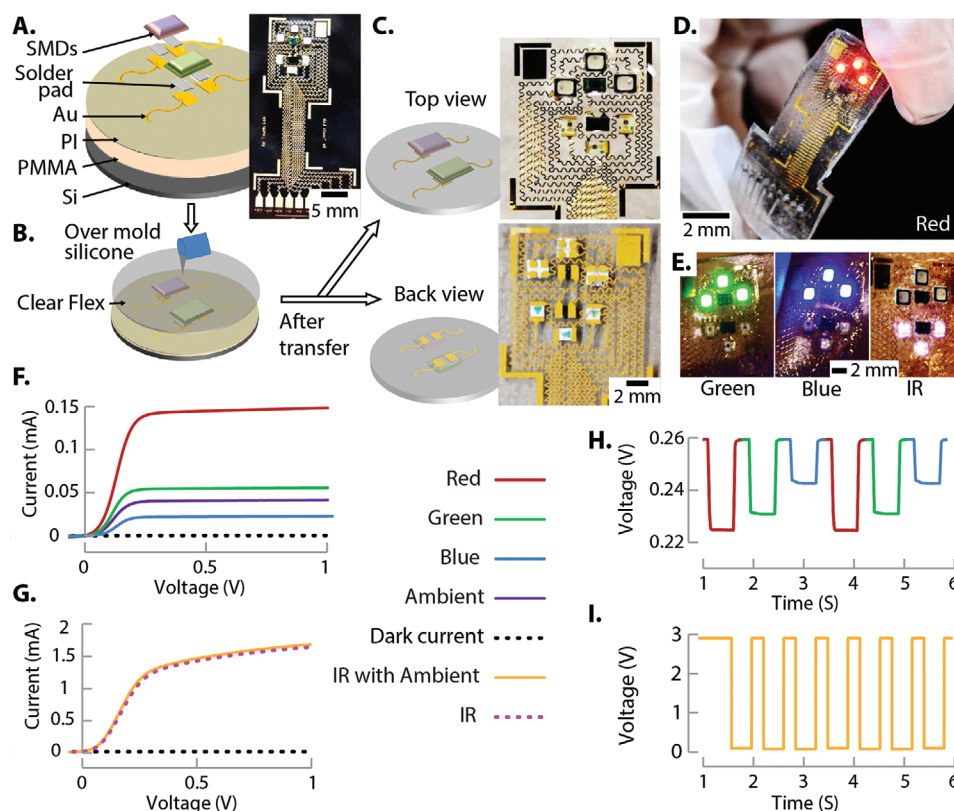 A.
SMDs
Solder
pad
Au
PI
PMMA
Si
5 mm
B.
Over mold
silicone
Clear Flex
After
transfer
C.
Top view
2 mm
Back view
2 mm
D.
2 mm
Red
E.
2 mm
Green Blue IR
F.
Current (mA)
0.15
0.1
0.05
0
0 0.5 1
Voltage (V)
G.
Current (mA)
2
1.5
1
0.5
0
0 0.5 1
Voltage (V)
Red
Green
Blue
Ambient
Dark current
IR with Ambient
IR
H.
Voltage (V)
0.26
0.24
0.22
1 2 3 4 5 6
Time (S)
I.
Voltage (V)
3
2
1
0
1 2 3 4 5 6
Time (S)